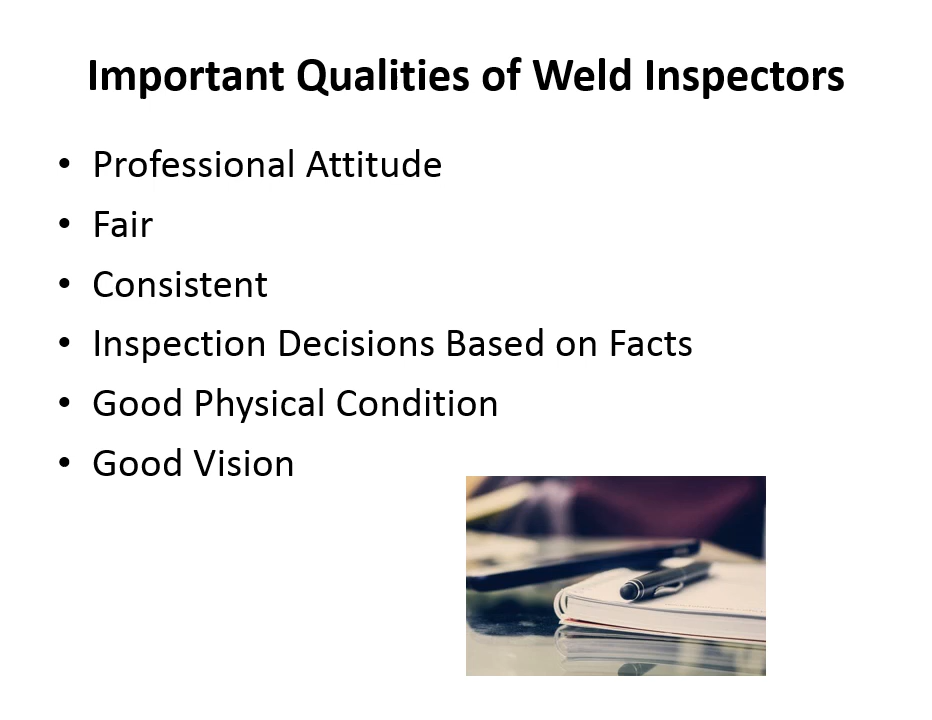 Important Qualities of Weld Inspectors
• Professional Attitude
• Fair
• Consistent
• Inspection Decisions Based on Facts
• Good Physical Condition
• Good Vision